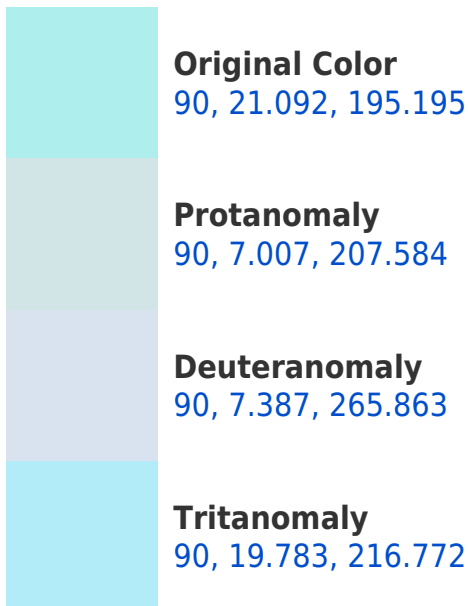 Original Color
90, 21.092, 195.195
Protanomaly
90, 7.007, 207.584
Deuteranomaly
90, 7.387, 265.863
Tritanomaly
90, 19.783, 216.772